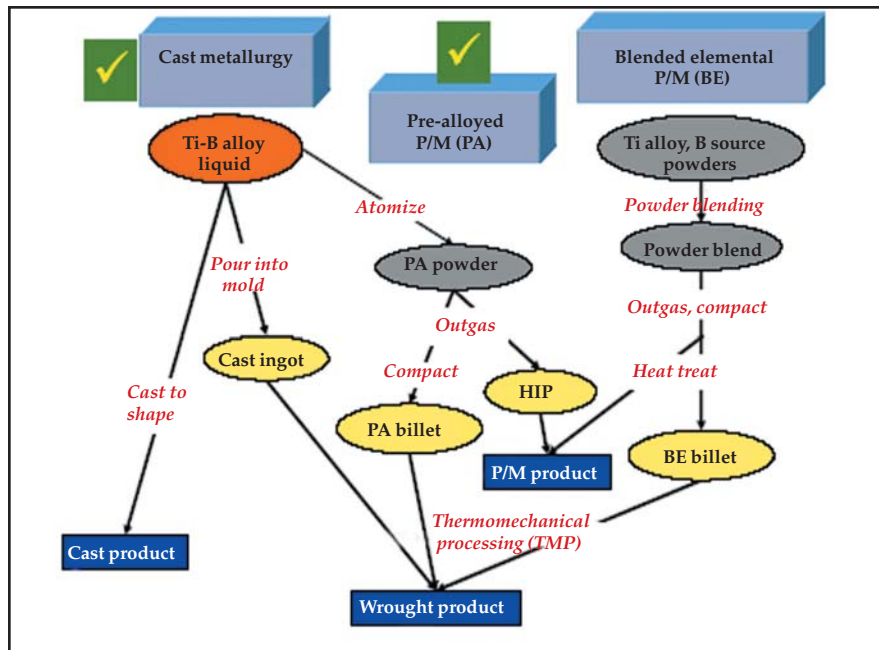 Cast metallurgy
Pre-alloyed
P/M (PA)
Blended elemental
P/M (BE)
Ti-B alloy
liquid
Ti alloy, B source
powders
Atomize
Powder blending
Pour into
mold
PA powder
Powder blend
Outgas
Outgas, compact
Cast ingot
Compact
Heat treat
Cast to
shape
HIP
PA billet
BE billet
P/M product
Thermomechanical
processing (TMP)
Cast product
Wrought product